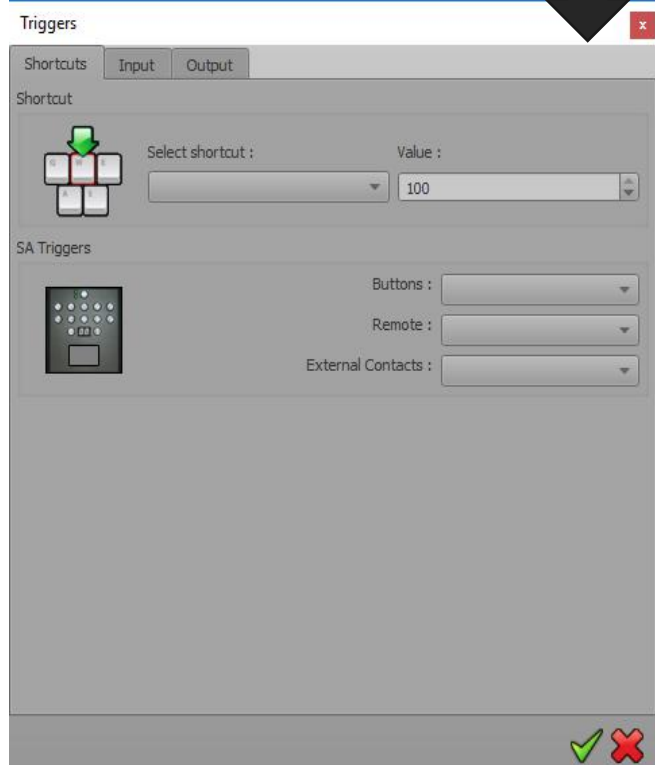 Triggers
x
Shortcuts Input Output
Shortcut
Select shortcut : Value :
100
SA Triggers
Buttons :
Remote :
External Contacts :